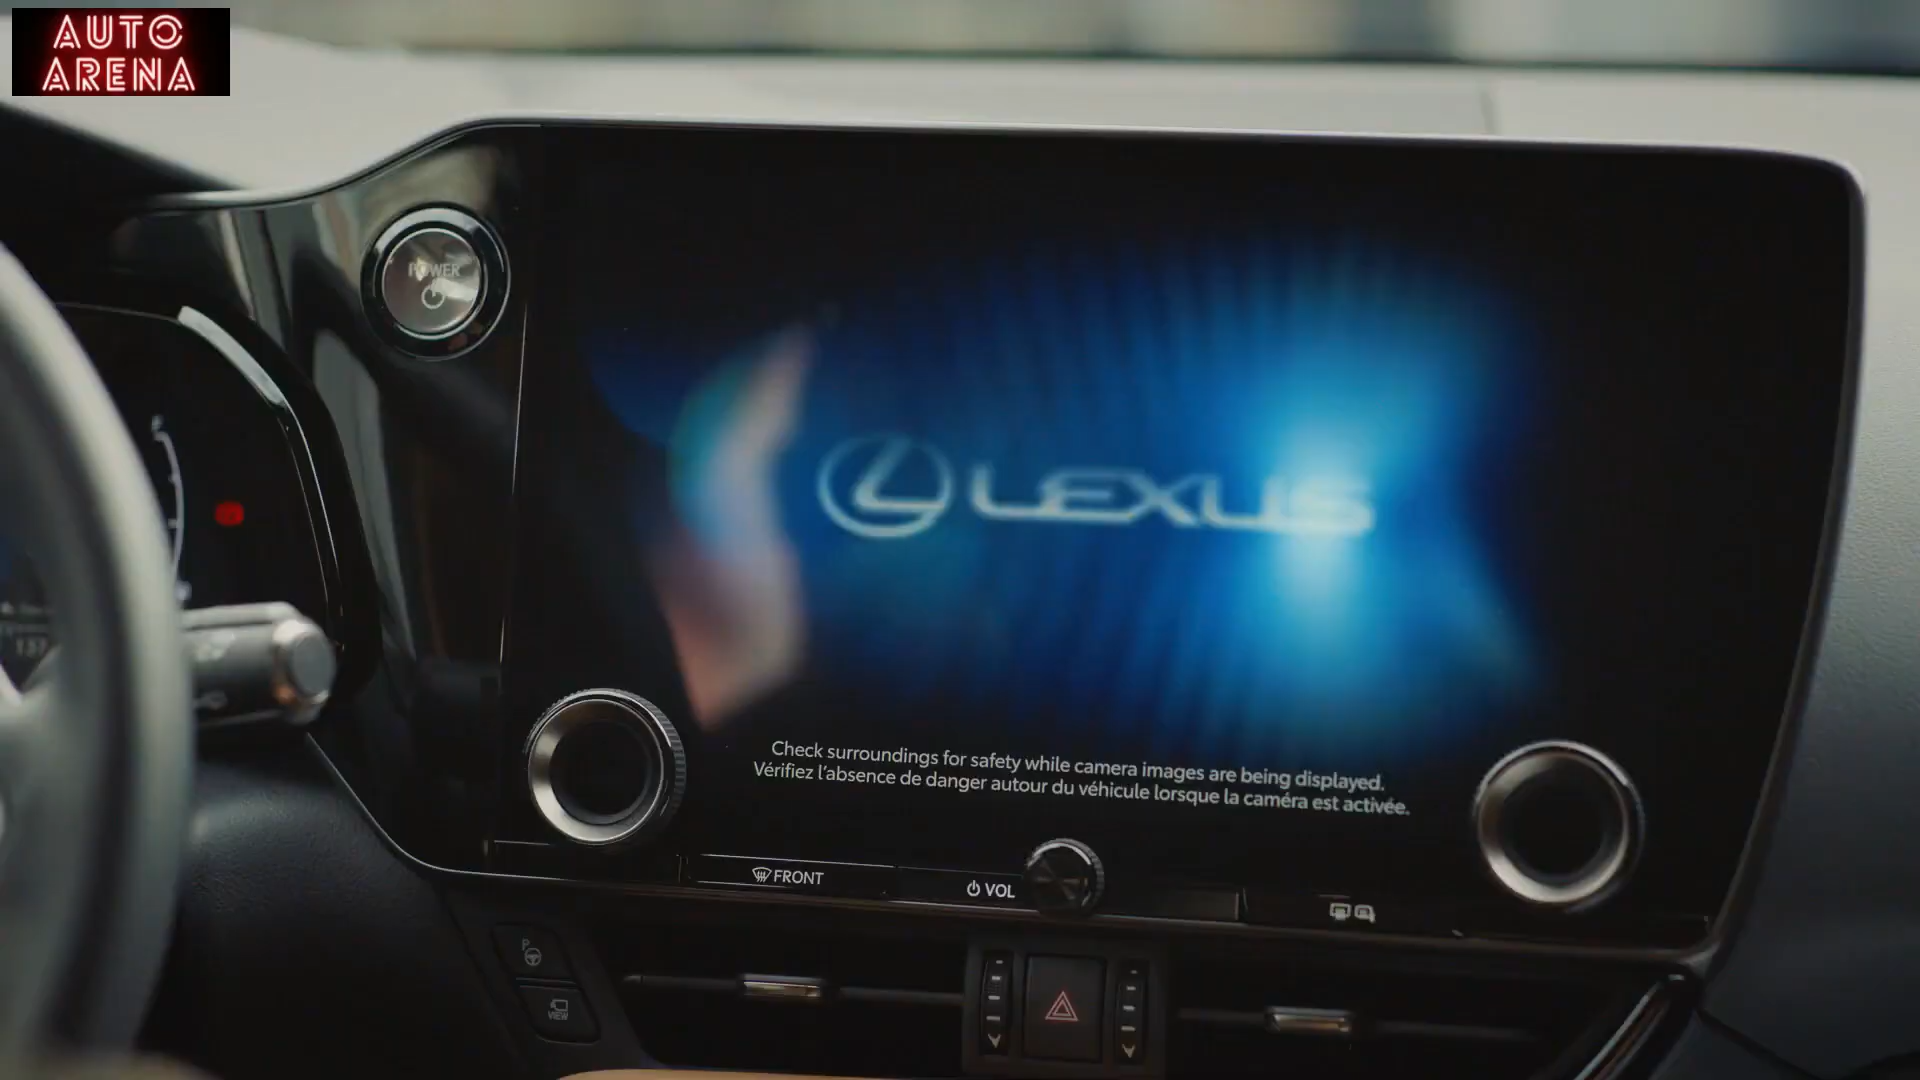 AUTO
ARENA
POWER
LEXUS
Check surroundings for safety while camera images are being displayed.
Vérifiez l'absence de danger autour du véhicule lorsque la caméra est activée.
FRONT
VOL
P
VIEW